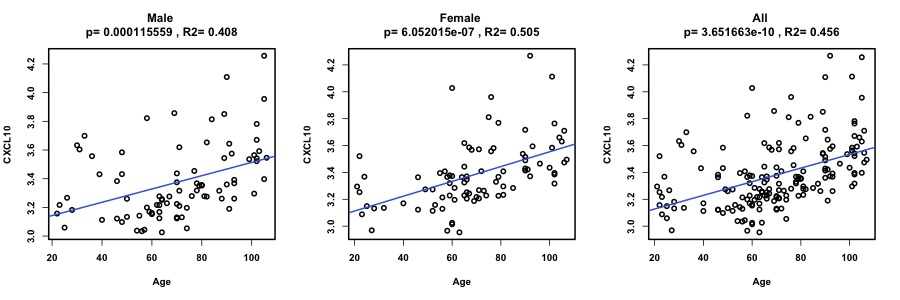 Male
p= 0.000115559 , R2= 0.408
CXCL10
4.2
4.0
3.8
3.6
3.4
3.2
3.0
20 40 60 80 100
Age
Female
p= 6.052015e-07 , R2= 0.505
CXCL10
4.2
4.0
3.8
3.6
3.4
3.2
3.0
20 40 60 80 100
Age
All
p= 3.651663e-10 , R2= 0.456
CXCL10
4.2
4.0
3.8
3.6
3.4
3.2
3.0
20 40 60 80 100
Age